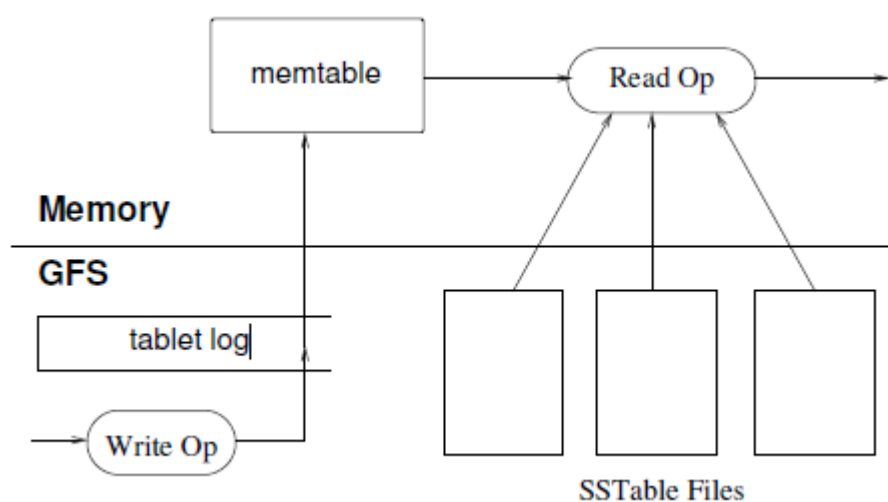 memtable
Read Op
Memory
GFS
tablet log
Write Op
SSTable Files